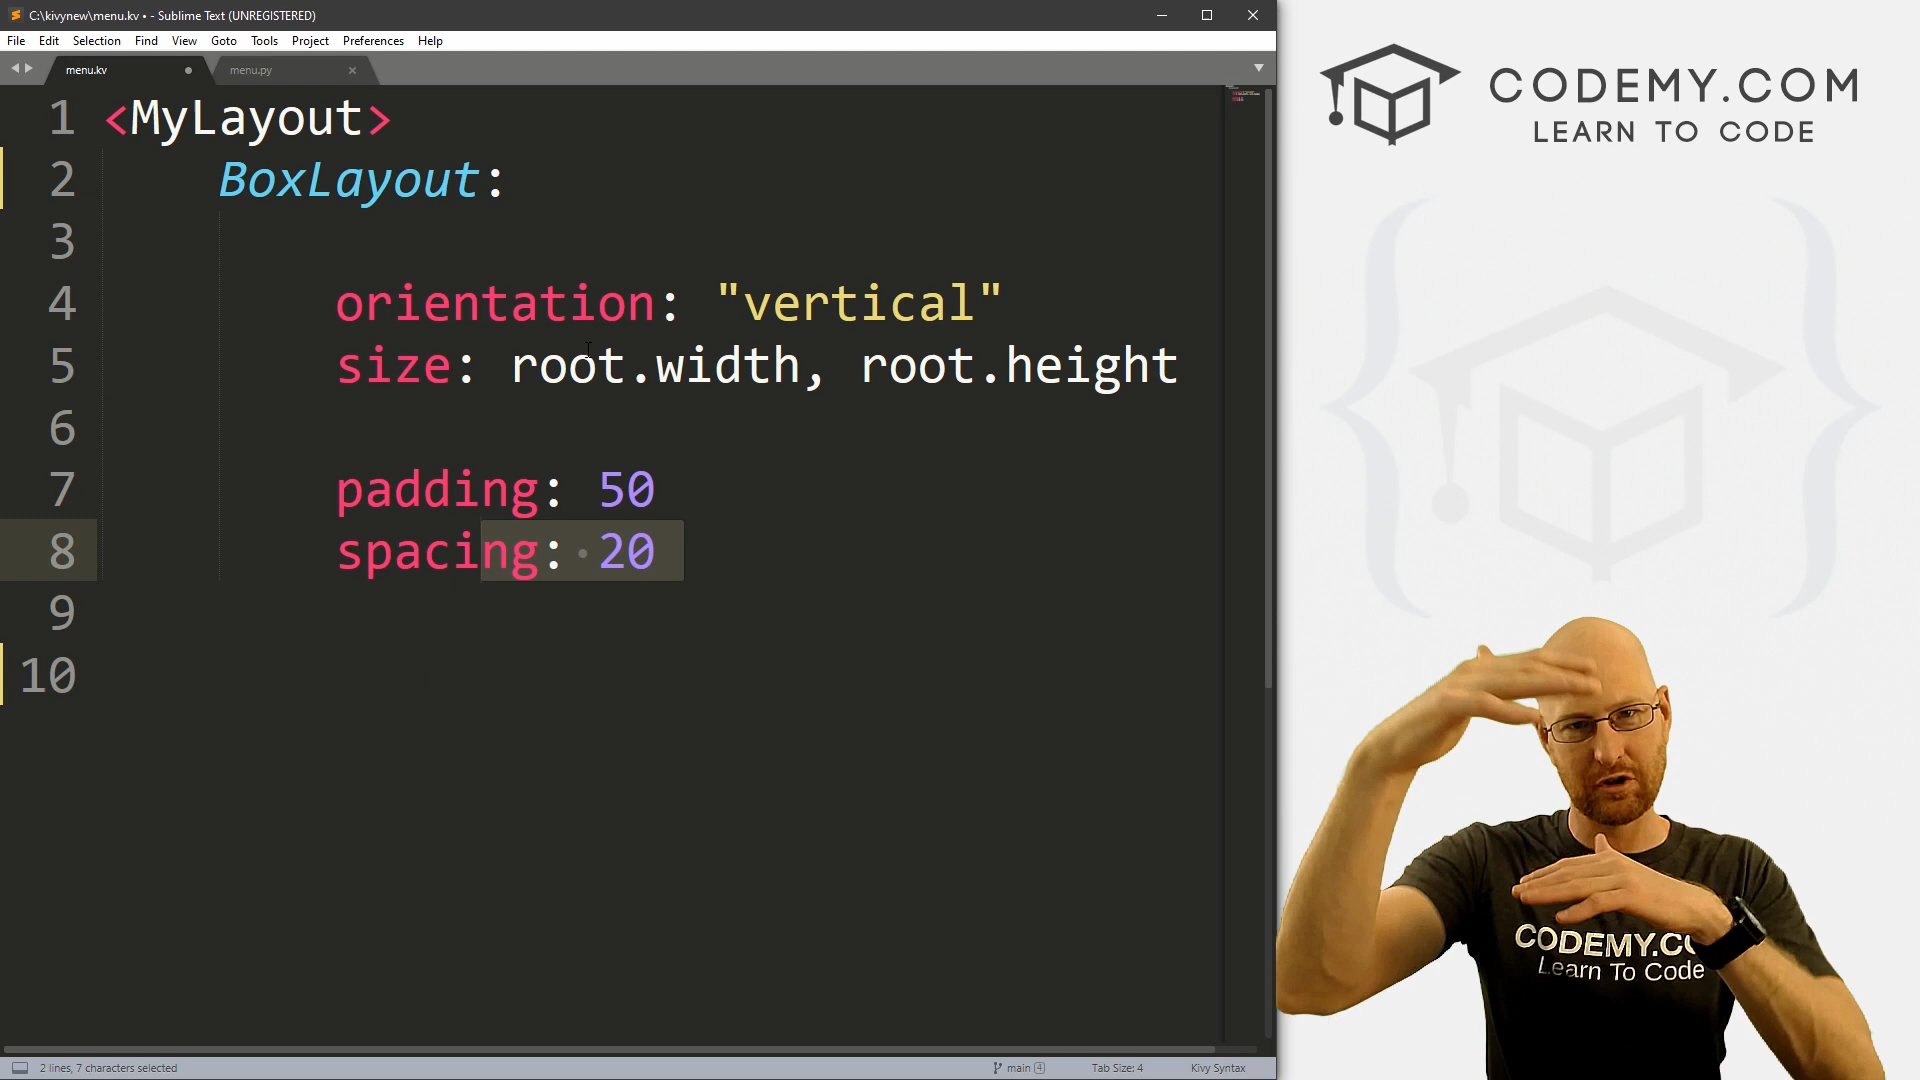 C:\kivynew\menu.kv • - Sublime Text (UNREGISTERED)
File Edit Selection Find View Goto Tools Project Preferences Help
menu.kv menu.py
1 <MyLayout>
2 BoxLayout:
3
4 orientation: "vertical"
5 size: root.width, root.height
6
7 padding: 50
8 spacing: 20
9
10
2 lines, 7 characters selected main 4 Tab Size: 4 Kivy Syntax
CODEMY.COM
LEARN TO CODE
CODEMY.CO
Learn To Code